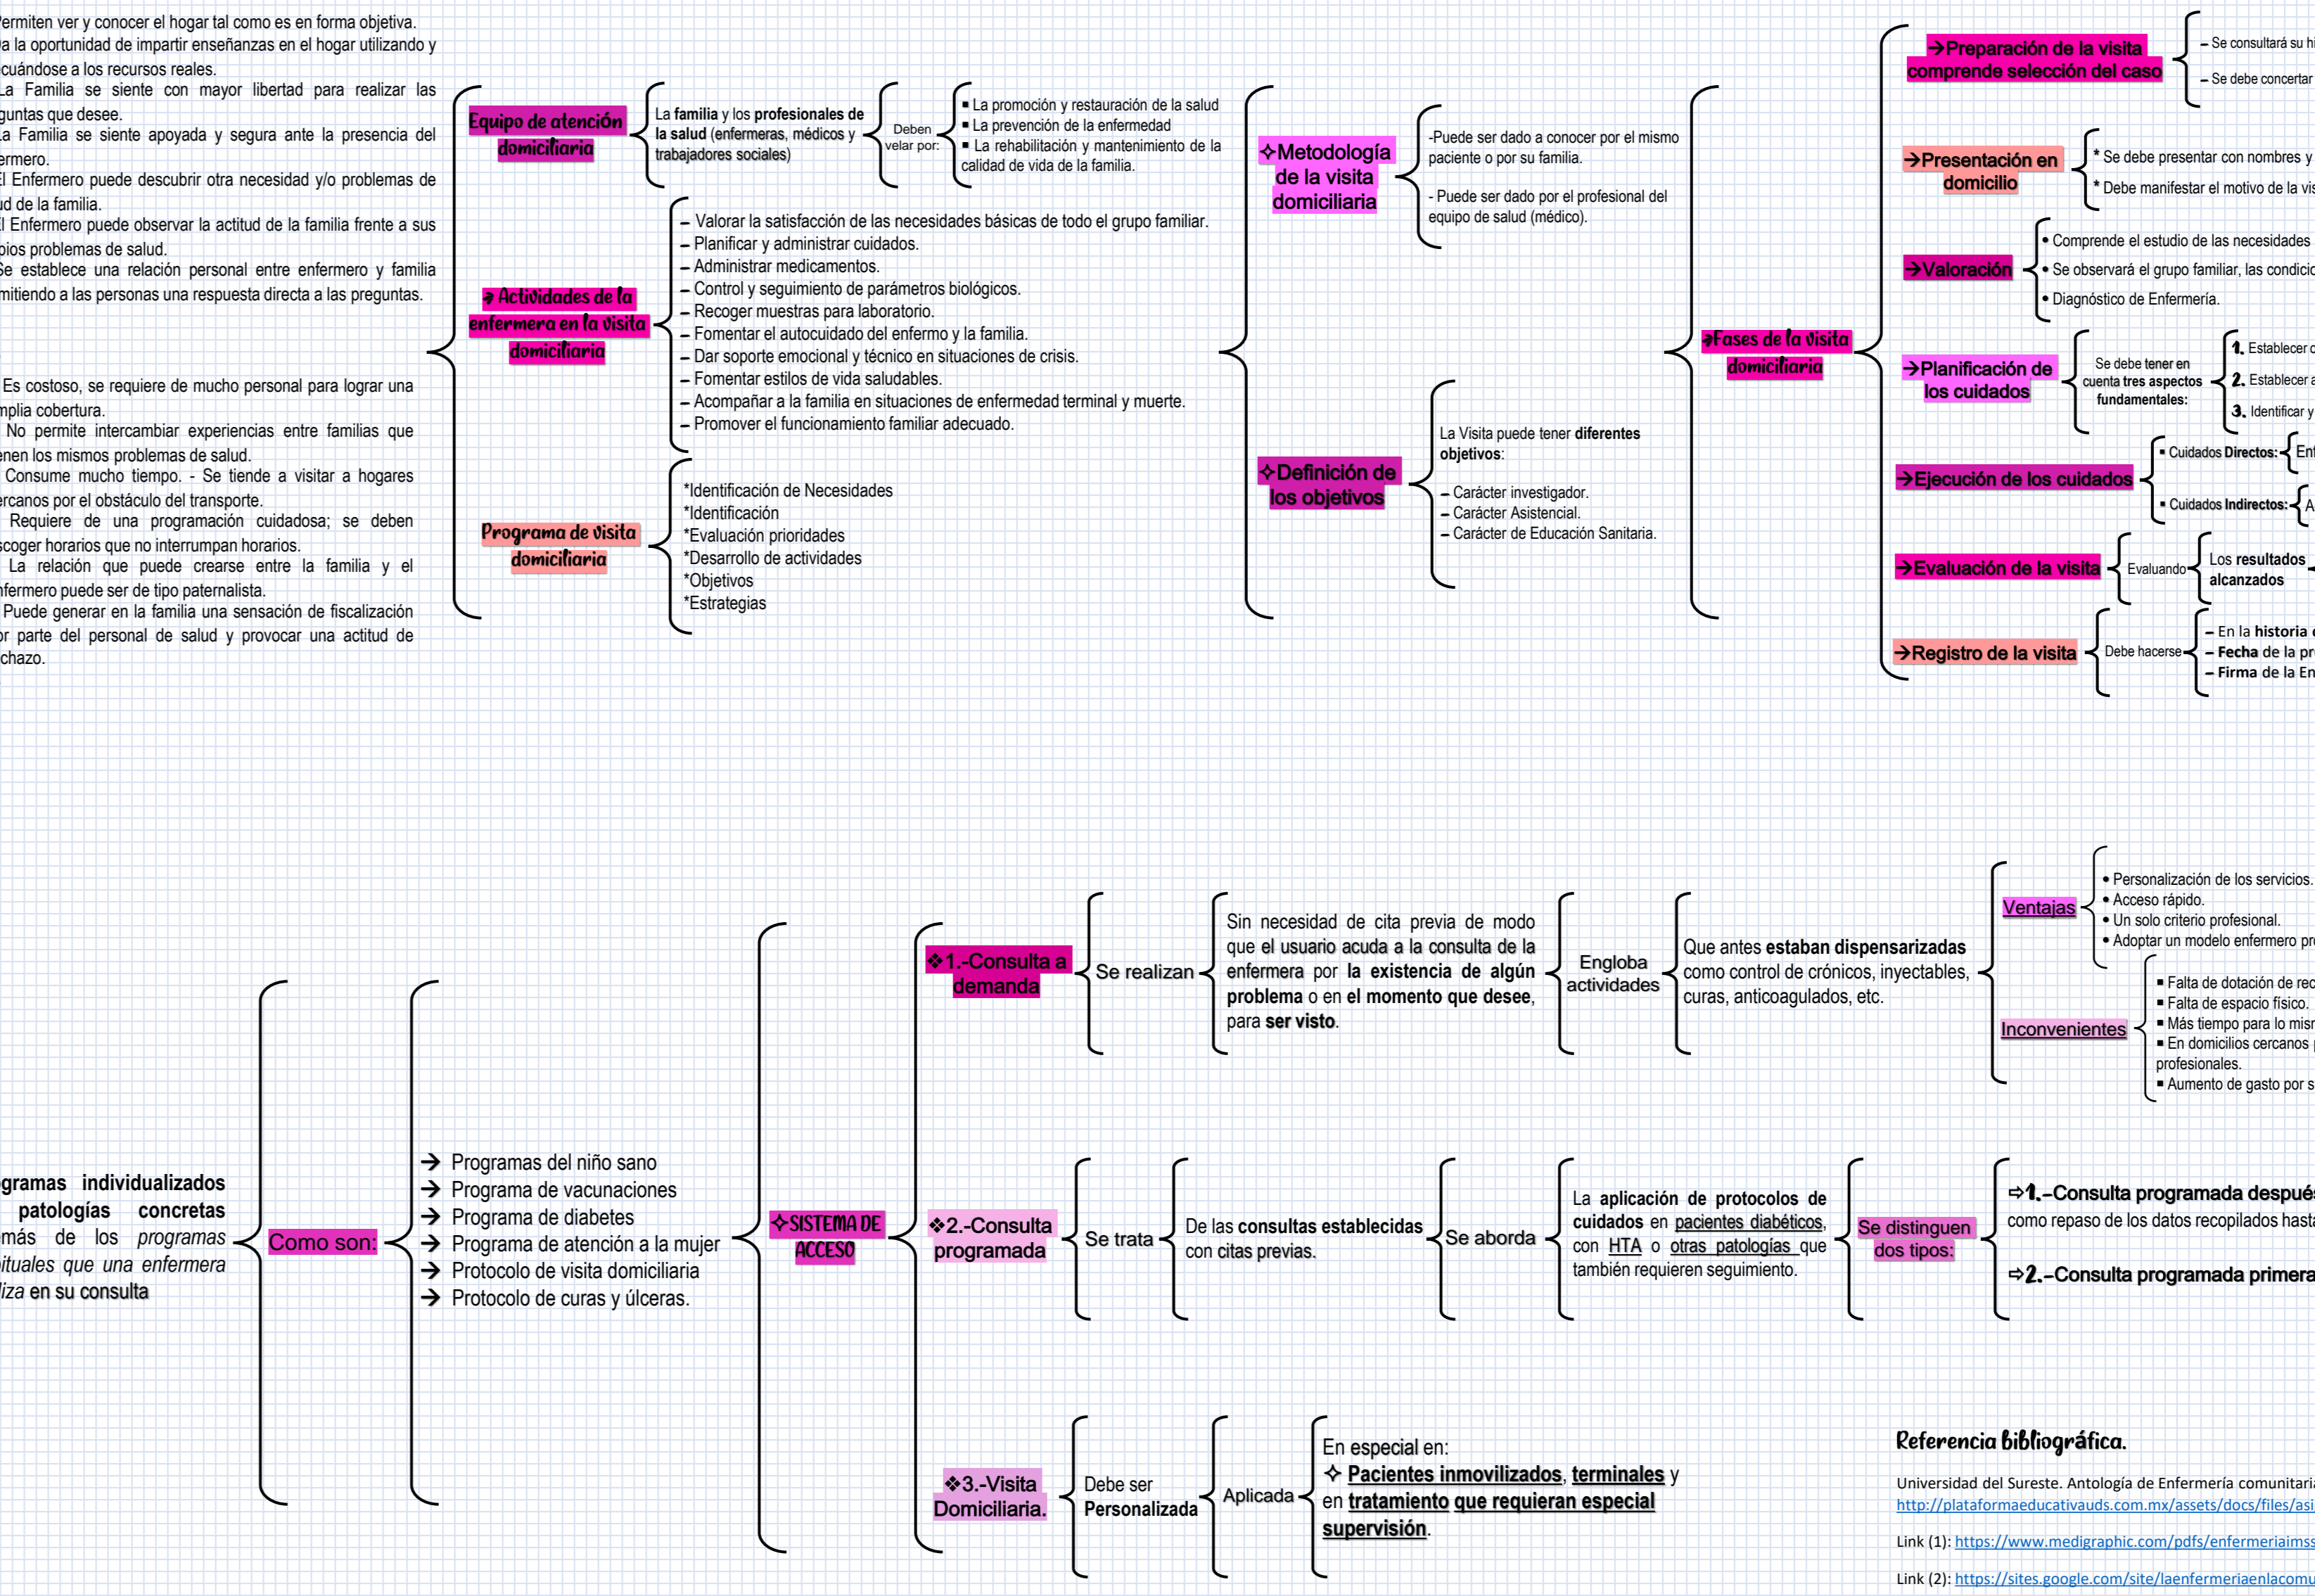 Permiten ver y conocer el hogar tal como es en forma objetiva.
a la oportunidad de impartir enseñanzas en el hogar utilizando y
cuándose a los recursos reales.
La Familia se siente con mayor libertad para realizar las
guntas que desee.
La Familia se siente apoyada y segura ante la presencia del
ermero.
El Enfermero puede descubrir otra necesidad y/o problemas de
ud de la familia.
El Enfermero puede observar la actitud de la familia frente a sus
pios problemas de salud.
Se establece una relación personal entre enfermero y familia
mitiendo a las personas una respuesta directa a las preguntas.
Es costoso, se requiere de mucho personal para lograr una
mplia cobertura.
No permite intercambiar experiencias entre familias que
enen los mismos problemas de salud.
Consume mucho tiempo. - Se tiende a visitar a hogares
ercanos por el obstáculo del transporte.
Requiere de una programación cuidadosa; se deben
scoger horarios que no interrumpan horarios.
La relación que puede crearse entre la familia y el
nfermero puede ser de tipo paternalista.
Puede generar en la familia una sensación de fiscalización
or parte del personal de salud y provocar una actitud de
chazo.
Equipo de atención
domiciliaria
La familia y los profesionales de
la salud (enfermeras, médicos y
trabajadores sociales)
Deben
velar por:
▪ La promoción y restauración de la salud
▪ La prevención de la enfermedad
▪ La rehabilitación y mantenimiento de la
calidad de vida de la familia.
→ Actividades de la
enfermera en la visita
domiciliaria
– Valorar la satisfacción de las necesidades básicas de todo el grupo familiar.
– Planificar y administrar cuidados.
– Administrar medicamentos.
– Control y seguimiento de parámetros biológicos.
– Recoger muestras para laboratorio.
– Fomentar el autocuidado del enfermo y la familia.
– Dar soporte emocional y técnico en situaciones de crisis.
– Fomentar estilos de vida saludables.
– Acompañar a la familia en situaciones de enfermedad terminal y muerte.
– Promover el funcionamiento familiar adecuado.
Programa de visita
domiciliaria
*Identificación de Necesidades
*Identificación
*Evaluación prioridades
*Desarrollo de actividades
*Objetivos
*Estrategias
✧Metodología
de la visita
domiciliaria
-Puede ser dado a conocer por el mismo
paciente o por su familia.
- Puede ser dado por el profesional del
equipo de salud (médico).
✧Definición de
los objetivos
La Visita puede tener diferentes
objetivos:
– Carácter investigador.
– Carácter Asistencial.
– Carácter de Educación Sanitaria.
→Fases de la visita
domiciliaria
→Preparación de la visita
comprende selección del caso
– Se consultará su hi
– Se debe concertar
→Presentación en
domicilio
* Se debe presentar con nombres y
* Debe manifestar el motivo de la vis
→Valoración
• Comprende el estudio de las necesidades
• Se observará el grupo familiar, las condicio
• Diagnóstico de Enfermería.
→Planificación de
los cuidados
Se debe tener en
cuenta tres aspectos
fundamentales:
1. Establecer o
2. Establecer a
3. Identificar y
→Ejecución de los cuidados
▪ Cuidados Directos:
Enf
▪ Cuidados Indirectos:
A
→Evaluación de la visita
Evaluando
Los resultados
alcanzados
→Registro de la visita
Debe hacerse
– En la historia
– Fecha de la pr
– Firma de la En
gramas individualizados
patologías concretas
más de los programas
ituales que una enfermera
liza en su consulta
Como son:
→ Programas del niño sano
→ Programa de vacunaciones
→ Programa de diabetes
→ Programa de atención a la mujer
→ Protocolo de visita domiciliaria
→ Protocolo de curas y úlceras.
✧SISTEMA DE
ACCESO
❖1.-Consulta a
demanda
Se realizan
Sin necesidad de cita previa de modo
que el usuario acuda a la consulta de la
enfermera por la existencia de algún
problema o en el momento que desee,
para ser visto.
Engloba
actividades
Que antes estaban dispensarizadas
como control de crónicos, inyectables,
curas, anticoagulados, etc.
Ventajas
• Personalización de los servicios.
• Acceso rápido.
• Un solo criterio profesional.
• Adoptar un modelo enfermero pr
Inconvenientes
▪ Falta de dotación de rec
▪ Falta de espacio físico.
▪ Más tiempo para lo mism
▪ En domicilios cercanos p
profesionales.
▪ Aumento de gasto por s
❖2.-Consulta
programada
Se trata
De las consultas establecidas
con citas previas.
Se aborda
La aplicación de protocolos de
cuidados en pacientes diabéticos,
con HTA o otras patologías que
también requieren seguimiento.
Se distinguen
dos tipos:
⇨1.-Consulta programada después
como repaso de los datos recopilados hasta
⇨2.-Consulta programada primera
❖3.-Visita
Domiciliaria.
Debe ser
Personalizada
Aplicada
En especial en:
✧ Pacientes inmovilizados, terminales y
en tratamiento que requieran especial
supervisión.
Referencia bibliográfica.
Universidad del Sureste. Antología de Enfermería comunitaria
http://plataformaeducativauds.com.mx/assets/docs/files/asi
Link (1): https://www.medigraphic.com/pdfs/enfermeriaimss
Link (2): https://sites.google.com/site/laenfermeriaenlacomu